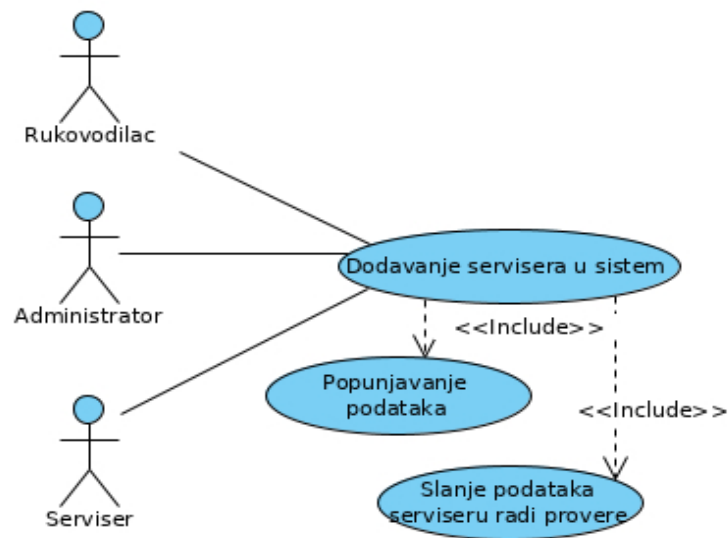 Rukovodilac
Dodavanje servisera u sistem
Administrator
<<Include>>
Popunjavanje
podataka
<<Include>>
Slanje podataka
serviseru radi provere
Serviser